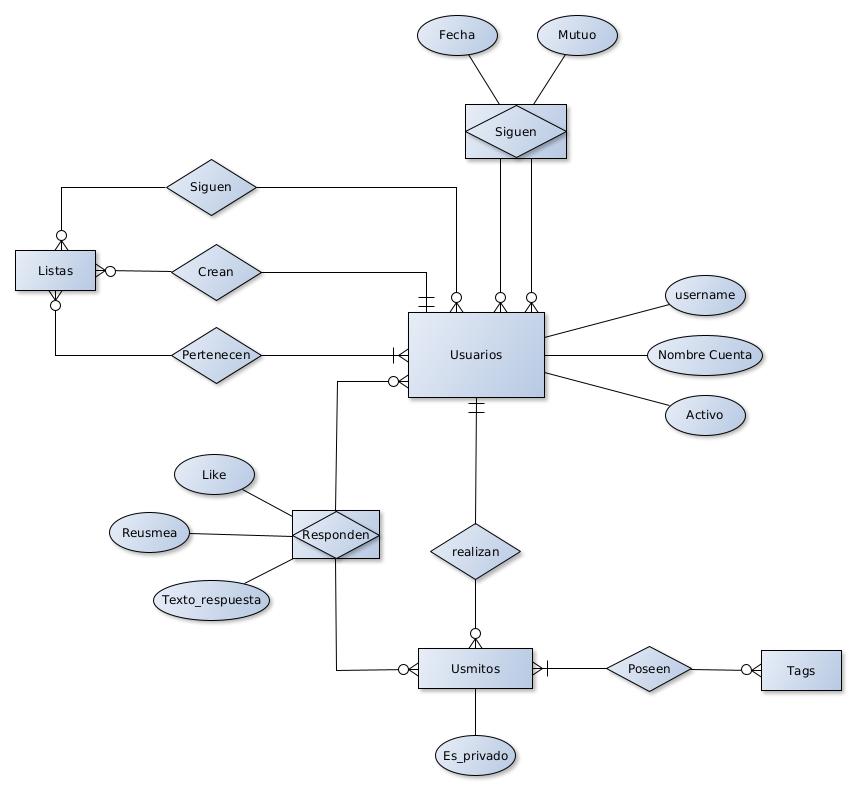 Fecha
Mutuo
Siguen
Siguen
Listas
Crean
username
Pertenecen
Usuarios
Nombre Cuenta
Activo
Like
Reusmea
Responden
realizan
Texto_respuesta
Usmitos
Poseen
Tags
Es_privado